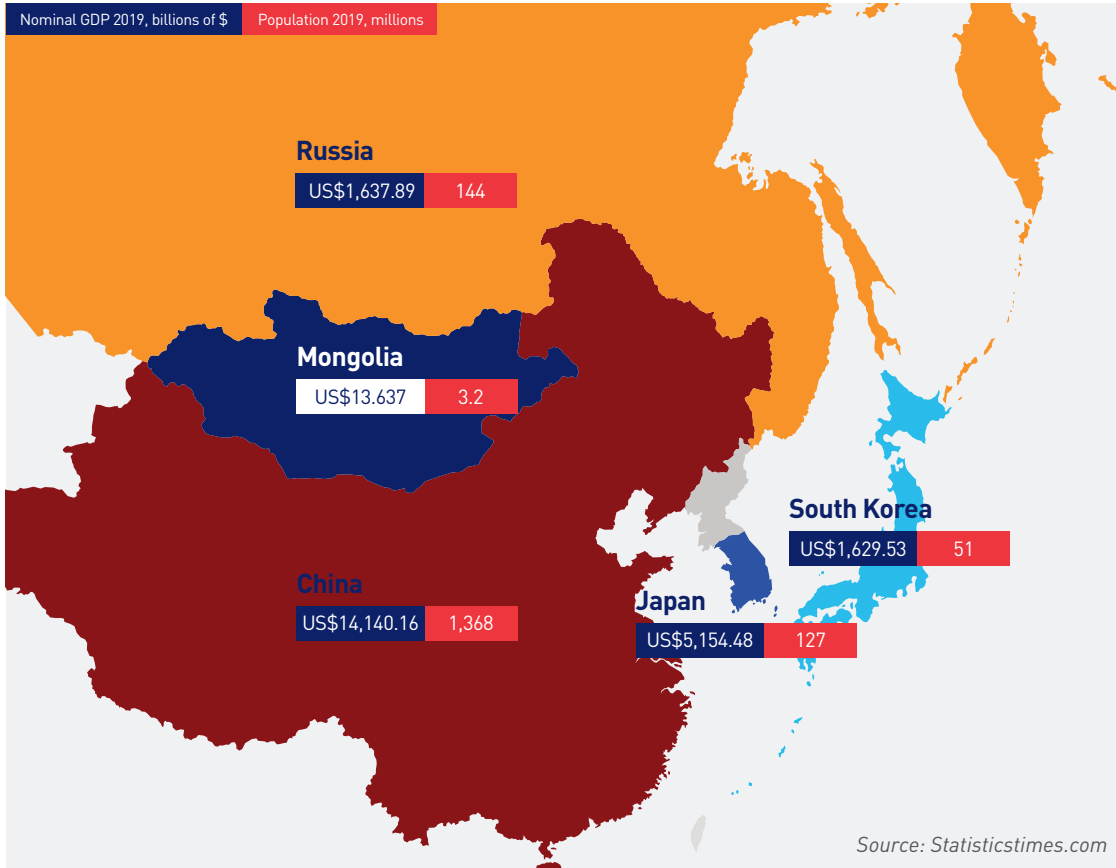 Nominal GDP 2019, billions of $
Population 2019, millions
Russia
US$1,637.89 144
Mongolia
US$13.637 3.2
South Korea
US$1,629.53 51
China
US$14,140.16 1,368
Japan
US$5,154.48 127
Source: Statisticstimes.com